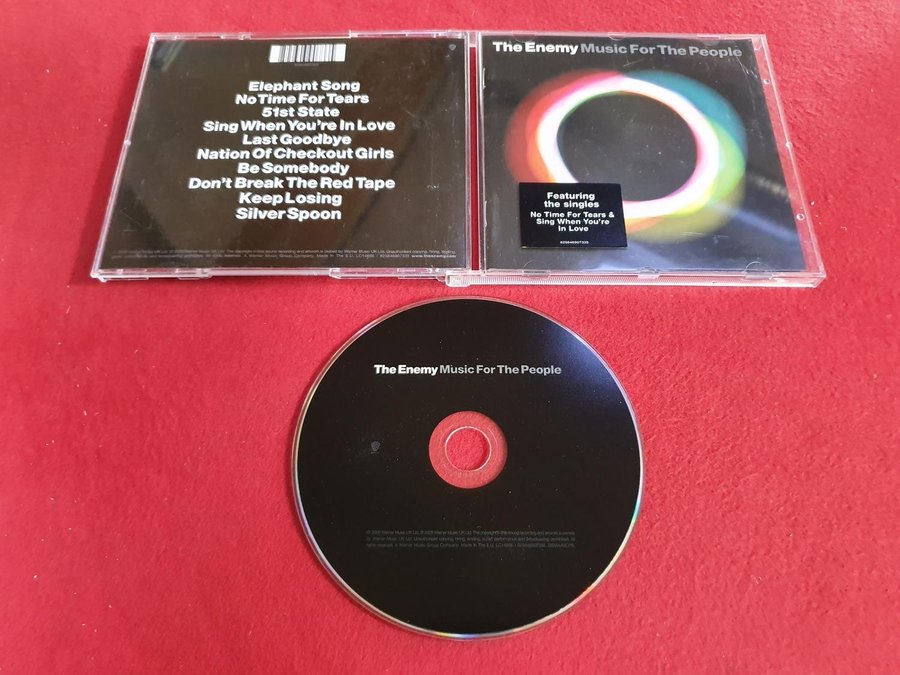 Elephant Song
No Time For Tears
51st State
Sing When You're In Love
Last Goodbye
Nation Of Checkout Girls
Be Somebody
Don't Break The Red Tape
Keep Losing
Silver Spoon
The Enemy Music For The People
Featuring
the singles
No Time For Tears &
Sing When You're
In Love
825646907335
The Enemy Music For The People